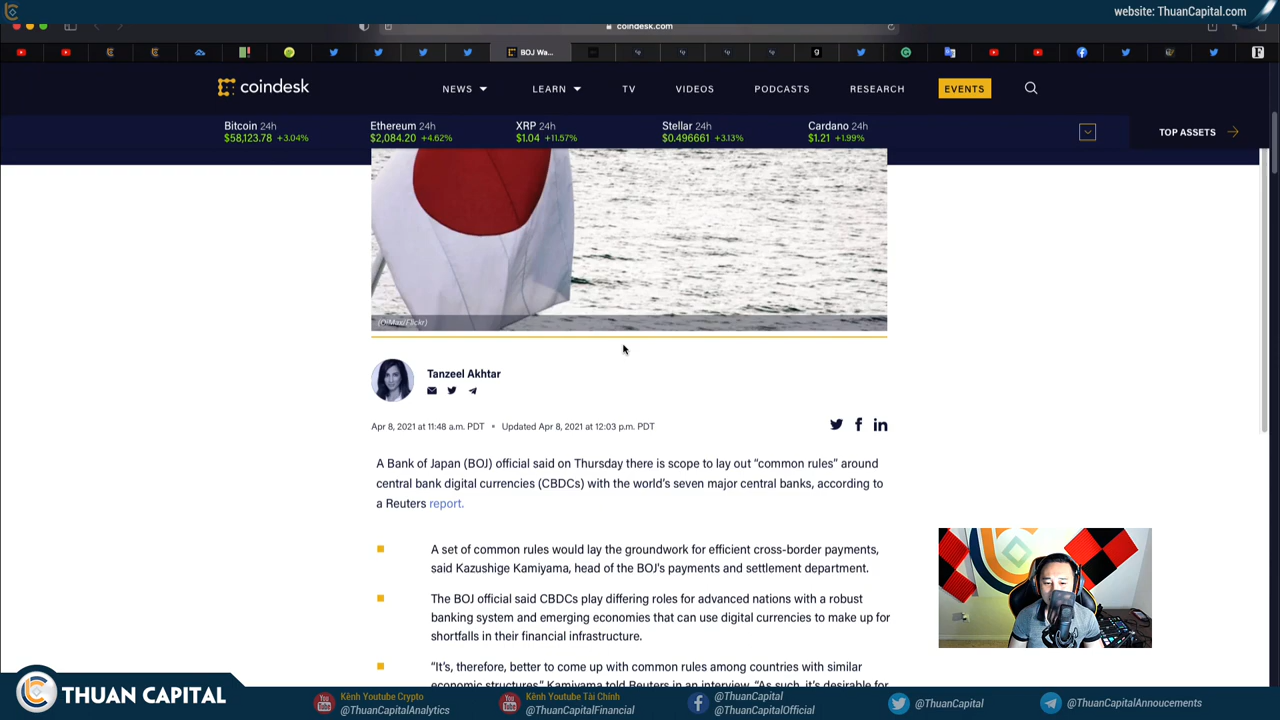 website: ThuanCapital.com
coindesk.com
BOJ Wa...
coindesk
NEWS
LEARN
TV
VIDEOS
PODCASTS
RESEARCH
EVENTS
Bitcoin 24h
$58,123.78 +3.04%
Ethereum 24h
$2,084.20 +4.62%
XRP 24h
$1.04 +11.57%
Stellar 24h
$0.496661 +3.13%
Cardano 24h
$1.21 +1.99%
TOP ASSETS
Tanzeel Akhtar
Apr 8, 2021 at 11:48 a.m. PDT • Updated Apr 8, 2021 at 12:03 p.m. PDT
A Bank of Japan (BOJ) official said on Thursday there is scope to lay out “common rules” around
central bank digital currencies (CBDCs) with the world’s seven major central banks, according to
a Reuters report.
A set of common rules would lay the groundwork for efficient cross-border payments,
said Kazushige Kamiyama, head of the BOJ’s payments and settlement department.
The BOJ official said CBDCs play differing roles for advanced nations with a robust
banking system and emerging economies that can use digital currencies to make up for
shortfalls in their financial infrastructure.
“It’s, therefore, better to come up with common rules among countries with similar
economic structures,” Kamiyama told Reuters in an interview. “As such, it’s desirable for
THUAN CAPITAL
Kênh Youtube Crypto
@ThuanCapitalAnalytics
Kênh Youtube Tài Chính
@ThuanCapitalFinancial
@ThuanCapital
@ThuanCapitalOfficial
@ThuanCapital
@ThuanCapitalAnnoucements